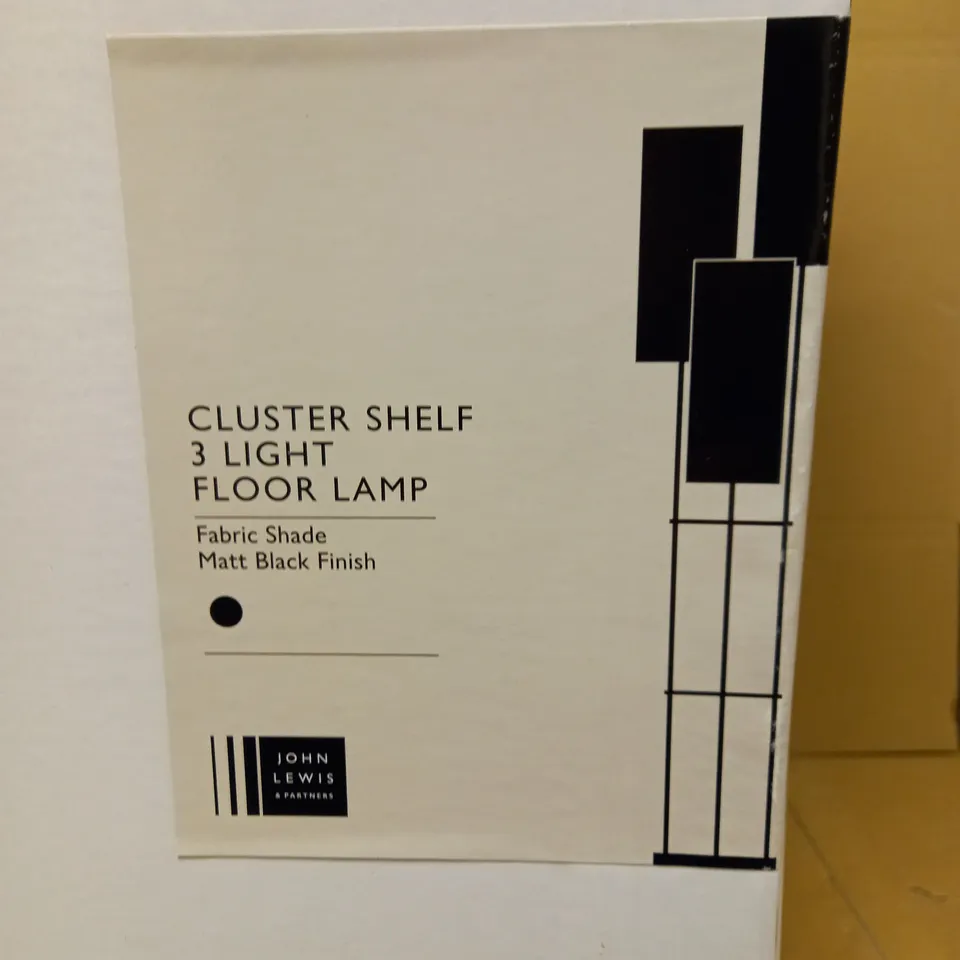 CLUSTER SHELF
3 LIGHT
FLOOR LAMP
Fabric Shade
Matt Black Finish
JOHN
LEWIS
& PARTNERS